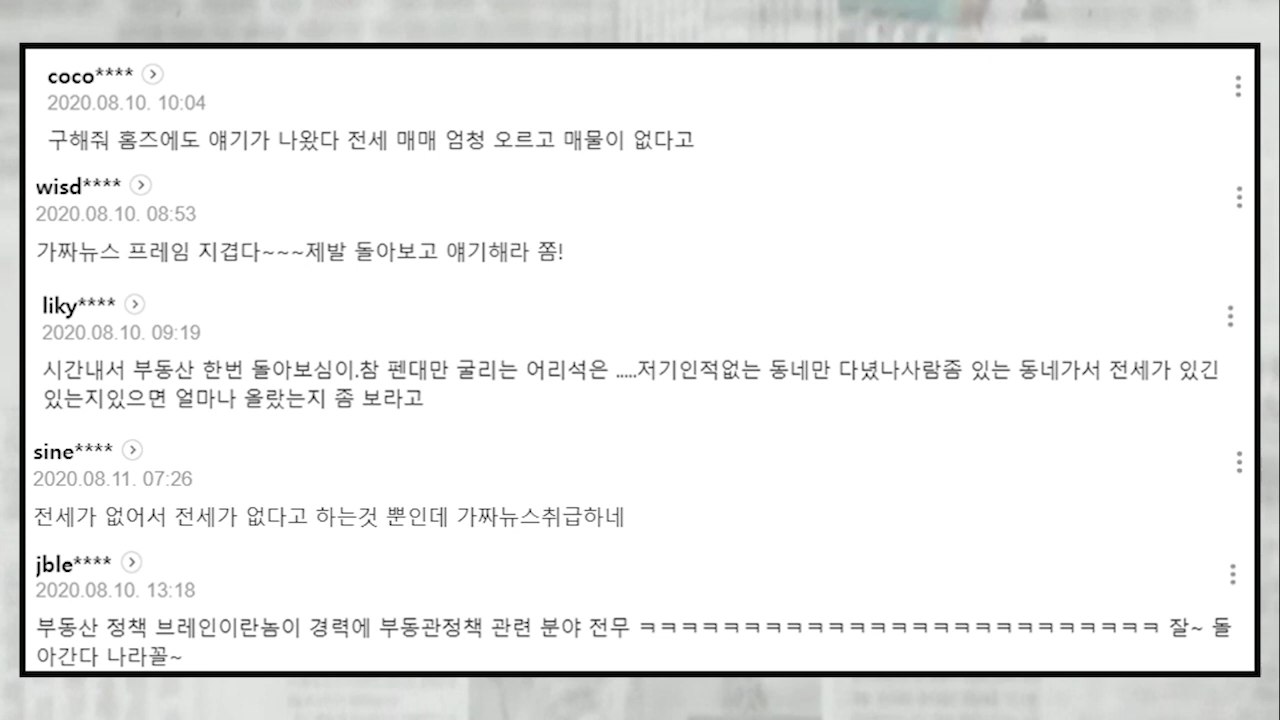 coco****
2020.08.10. 10:04
구해줘 홈즈에도 얘기가 나왔다 전세 매매 엄청 오르고 매물이 없다고
wisd****
2020.08.10. 08:53
가짜뉴스 프레임 지겹다~~~제발 돌아보고 얘기해라 쫌!
liky****
2020.08.10. 09:19
시간내서 부동산 한번 돌아보심이.참 펜대만 굴리는 어리석은 .....저기인적없는 동네만 다녔나사람좀 있는 동네가서 전세가 있긴
있는지있으면 얼마나 올랐는지 좀 보라고
sine****
2020.08.11. 07:26
전세가 없어서 전세가 없다고 하는것 뿐인데 가짜뉴스취급하네
jble****
2020.08.10. 13:18
부동산 정책 브레인이란놈이 경력에 부동관정책 관련 분야 전무 ㅋㅋㅋㅋㅋㅋㅋㅋㅋㅋㅋㅋㅋㅋㅋㅋㅋㅋㅋㅋㅋㅋㅋㅋㅋ 잘~ 돌
아간다 나라꼴~